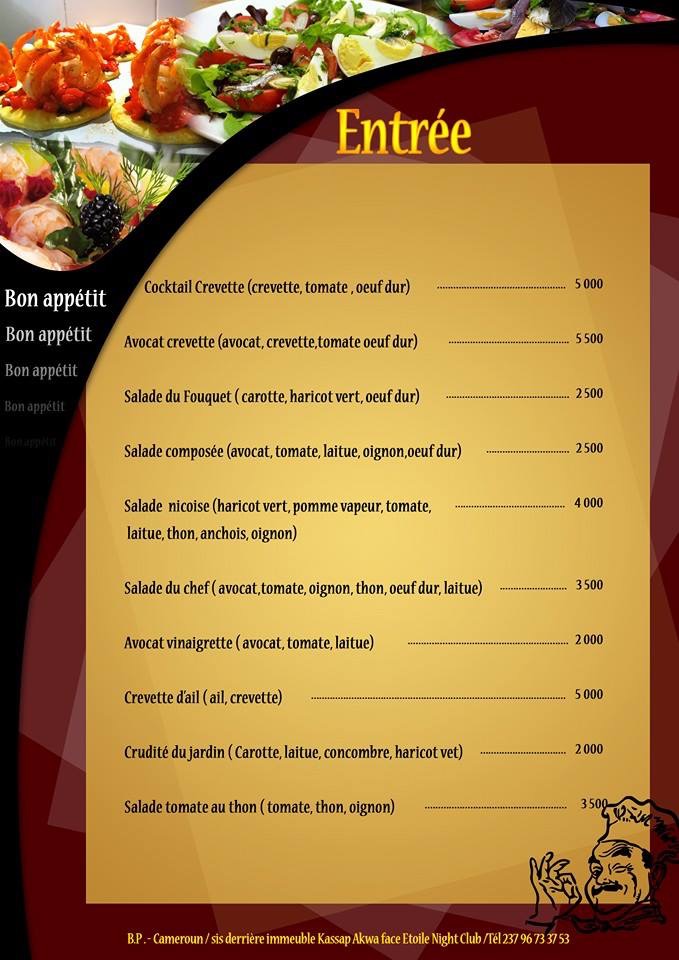 Entrée
Bon appétit
Bon appétit
Bon appétit
Bon appétit
Bon appétit
Cocktail Crevette (crevette, tomate , oeuf dur) ........ 5 000
Avocat crevette (avocat, crevette,tomate oeuf dur) ........ 5 500
Salade du Fouquet ( carotte, haricot vert, oeuf dur) ........ 2 500
Salade composée (avocat, tomate, laitue, oignon,oeuf dur) ........ 2 500
Salade nicoise (haricot vert, pomme vapeur, tomate, ........ 4 000
laitue, thon, anchois, oignon)
Salade du chef ( avocat,tomate, oignon, thon, oeuf dur, laitue) ........ 3 500
Avocat vinaigrette ( avocat, tomate, laitue) ........ 2 000
Crevette d'ail ( ail, crevette) ........ 5 000
Crudité du jardin ( Carotte, laitue, concombre, haricot vet) ........ 2 000
Salade tomate au thon ( tomate, thon, oignon) ........ 3 500
B.P . - Cameroun / sis derrière immeuble Kassap Akwa face Etoile Night Club /Tél 237 96 73 37 53